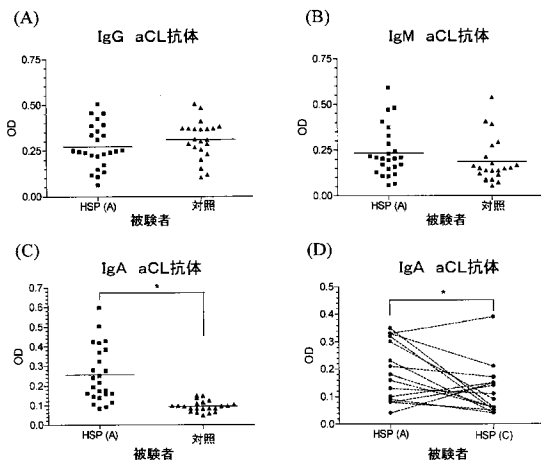 (A)
IgG aCL抗体
OD
0.75
0.50
0.25
0.00
HSP (A)
対照
被験者
(B)
IgM aCL抗体
OD
0.75
0.50
0.25
0.00
HSP (A)
対照
被験者
(C)
IgA aCL抗体
*
OD
0.7
0.6
0.5
0.4
0.3
0.2
0.1
0.0
HSP (A)
対照
被験者
(D)
IgA aCL抗体
*
OD
0.5
0.4
0.3
0.2
0.1
0.0
HSP (A)
HSP (C)
被験者